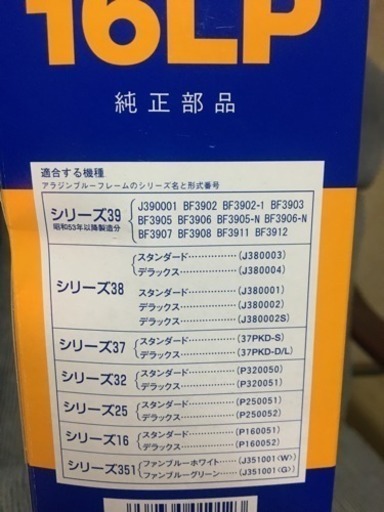 16LP
純正部品
適合する機種
アラジンブルーフレームのシリーズ名と形式番号
シリーズ39
昭和53年以降製造分
J390001 BF3902 BF3902-1 BF3903
BF3905 BF3906 BF3905-N BF3906-N
BF3907 BF3908 BF3911 BF3912
シリーズ38
スタンダード……………(J380003)
デラックス………………(J380004)
スタンダード……………(J380001)
デラックス………………(J380002)
デラックス………………(J380002S)
シリーズ37
スタンダード……………(37PKD-S)
デラックス………………(37PKD-D/L)
シリーズ32
スタンダード……………(P320050)
デラックス………………(P320051)
シリーズ25
スタンダード……………(P250051)
デラックス………………(P250052)
シリーズ16
スタンダード……………(P160051)
デラックス………………(P160052)
シリーズ351
ファンブルーホワイト……(J351001<W>)
ファンブルーグリーン……(J351001<G>)